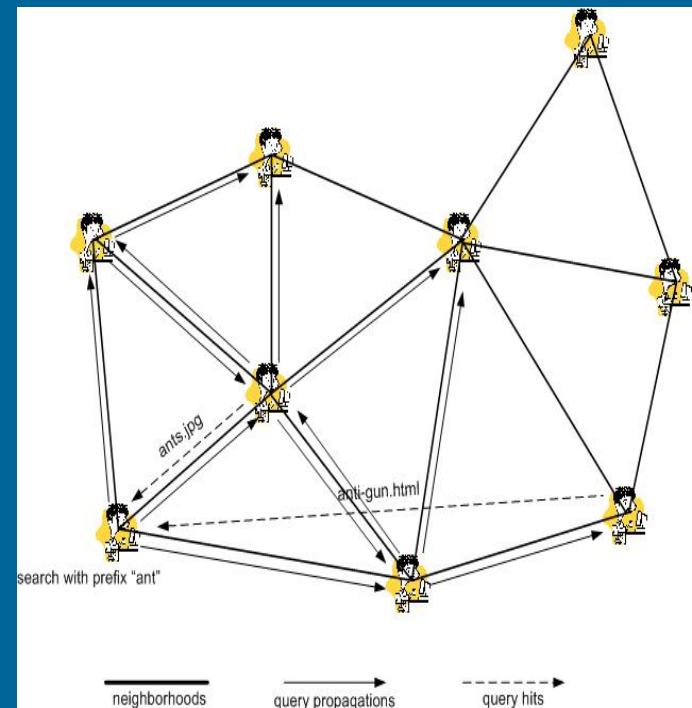 ants.jpg
anti-gun.html
search with prefix "ant"
neighborhoods
query propagations
query hits